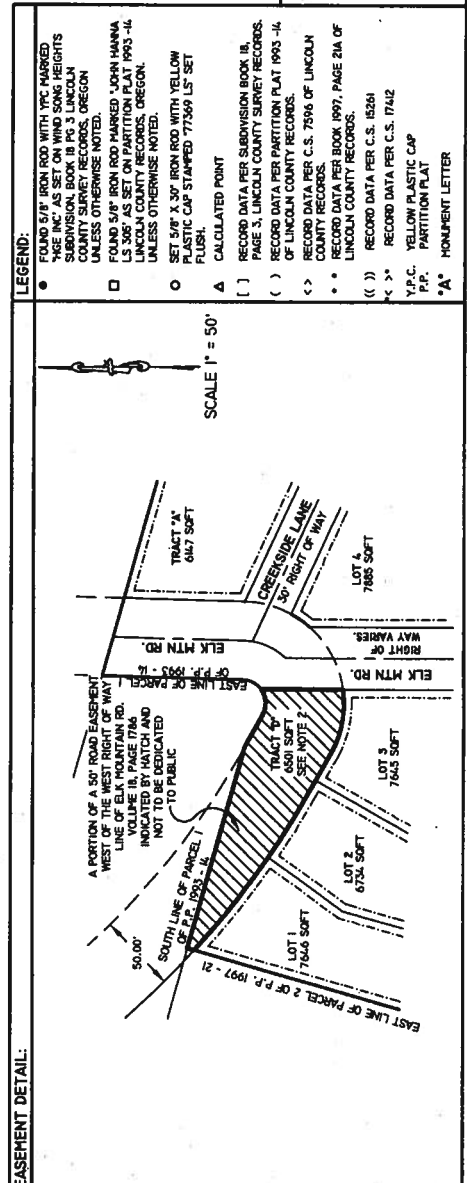 EASEMENT DETAIL:
A PORTION OF A 50' ROAD EASEMENT
WEST OF THE WEST RIGHT OF WAY
LINE OF ELK MOUNTAIN RD.
VOLUME 18, PAGE 1786
INDICATED BY HATCH AND
NOT TO BE DEDICATED
TO PUBLIC
50.00'
SOUTH LINE OF PARCEL 1
OF P.P. 1993 - 14
EAST LINE OF PARCEL 1
OF P.P. 1993 - 14
ELK MTN RD.
TRACT "A"
6147 SQFT
CREEKSIDE LANE
30' RIGHT OF WAY
TRACT "D"
6501 SQFT
SEE NOTE 2
LOT 1
7646 SQFT
LOT 2
6734 SQFT
LOT 3
7645 SQFT
ELK MTN RD.
RIGHT OF
WAY VARIES.
LOT 4
7885 SQFT
EAST LINE OF PARCEL 2 OF P.P. 1997 - 21
SCALE 1" = 50'
LEGEND:
FOUND 5/8" IRON ROD WITH YPC MARKED
"HGE INC" AS SET ON WIND SONG HEIGHTS
SUBDIVISION, BOOK 18 PG 3 LINCOLN
COUNTY SURVEY RECORDS, OREGON
UNLESS OTHERWISE NOTED.
FOUND 5/8" IRON ROD MARKED "JOHN HANNA
LS 308" AS SET ON PARTITION PLAT 1993 -14
LINCOLN COUNTY RECORDS, OREGON.
UNLESS OTHERWISE NOTED.
SET 5/8" X 30" IRON ROD WITH YELLOW
PLASTIC CAP STAMPED "77369 LS" SET
FLUSH.
CALCULATED POINT
[ ] RECORD DATA PER SUBDIVISION BOOK 18,
PAGE 3, LINCOLN COUNTY SURVEY RECORDS.
( ) RECORD DATA PER PARTITION PLAT 1993 -14
OF LINCOLN COUNTY RECORDS.
<> RECORD DATA PER C.S. 7596 OF LINCOLN
COUNTY RECORDS.
* * RECORD DATA PER BOOK 1997, PAGE 21A OF
LINCOLN COUNTY RECORDS.
(( )) RECORD DATA PER C.S. 15261
"< >" RECORD DATA PER C.S. 17412
Y.P.C. YELLOW PLASTIC CAP
P.P. PARTITION PLAT
"A" MONUMENT LETTER